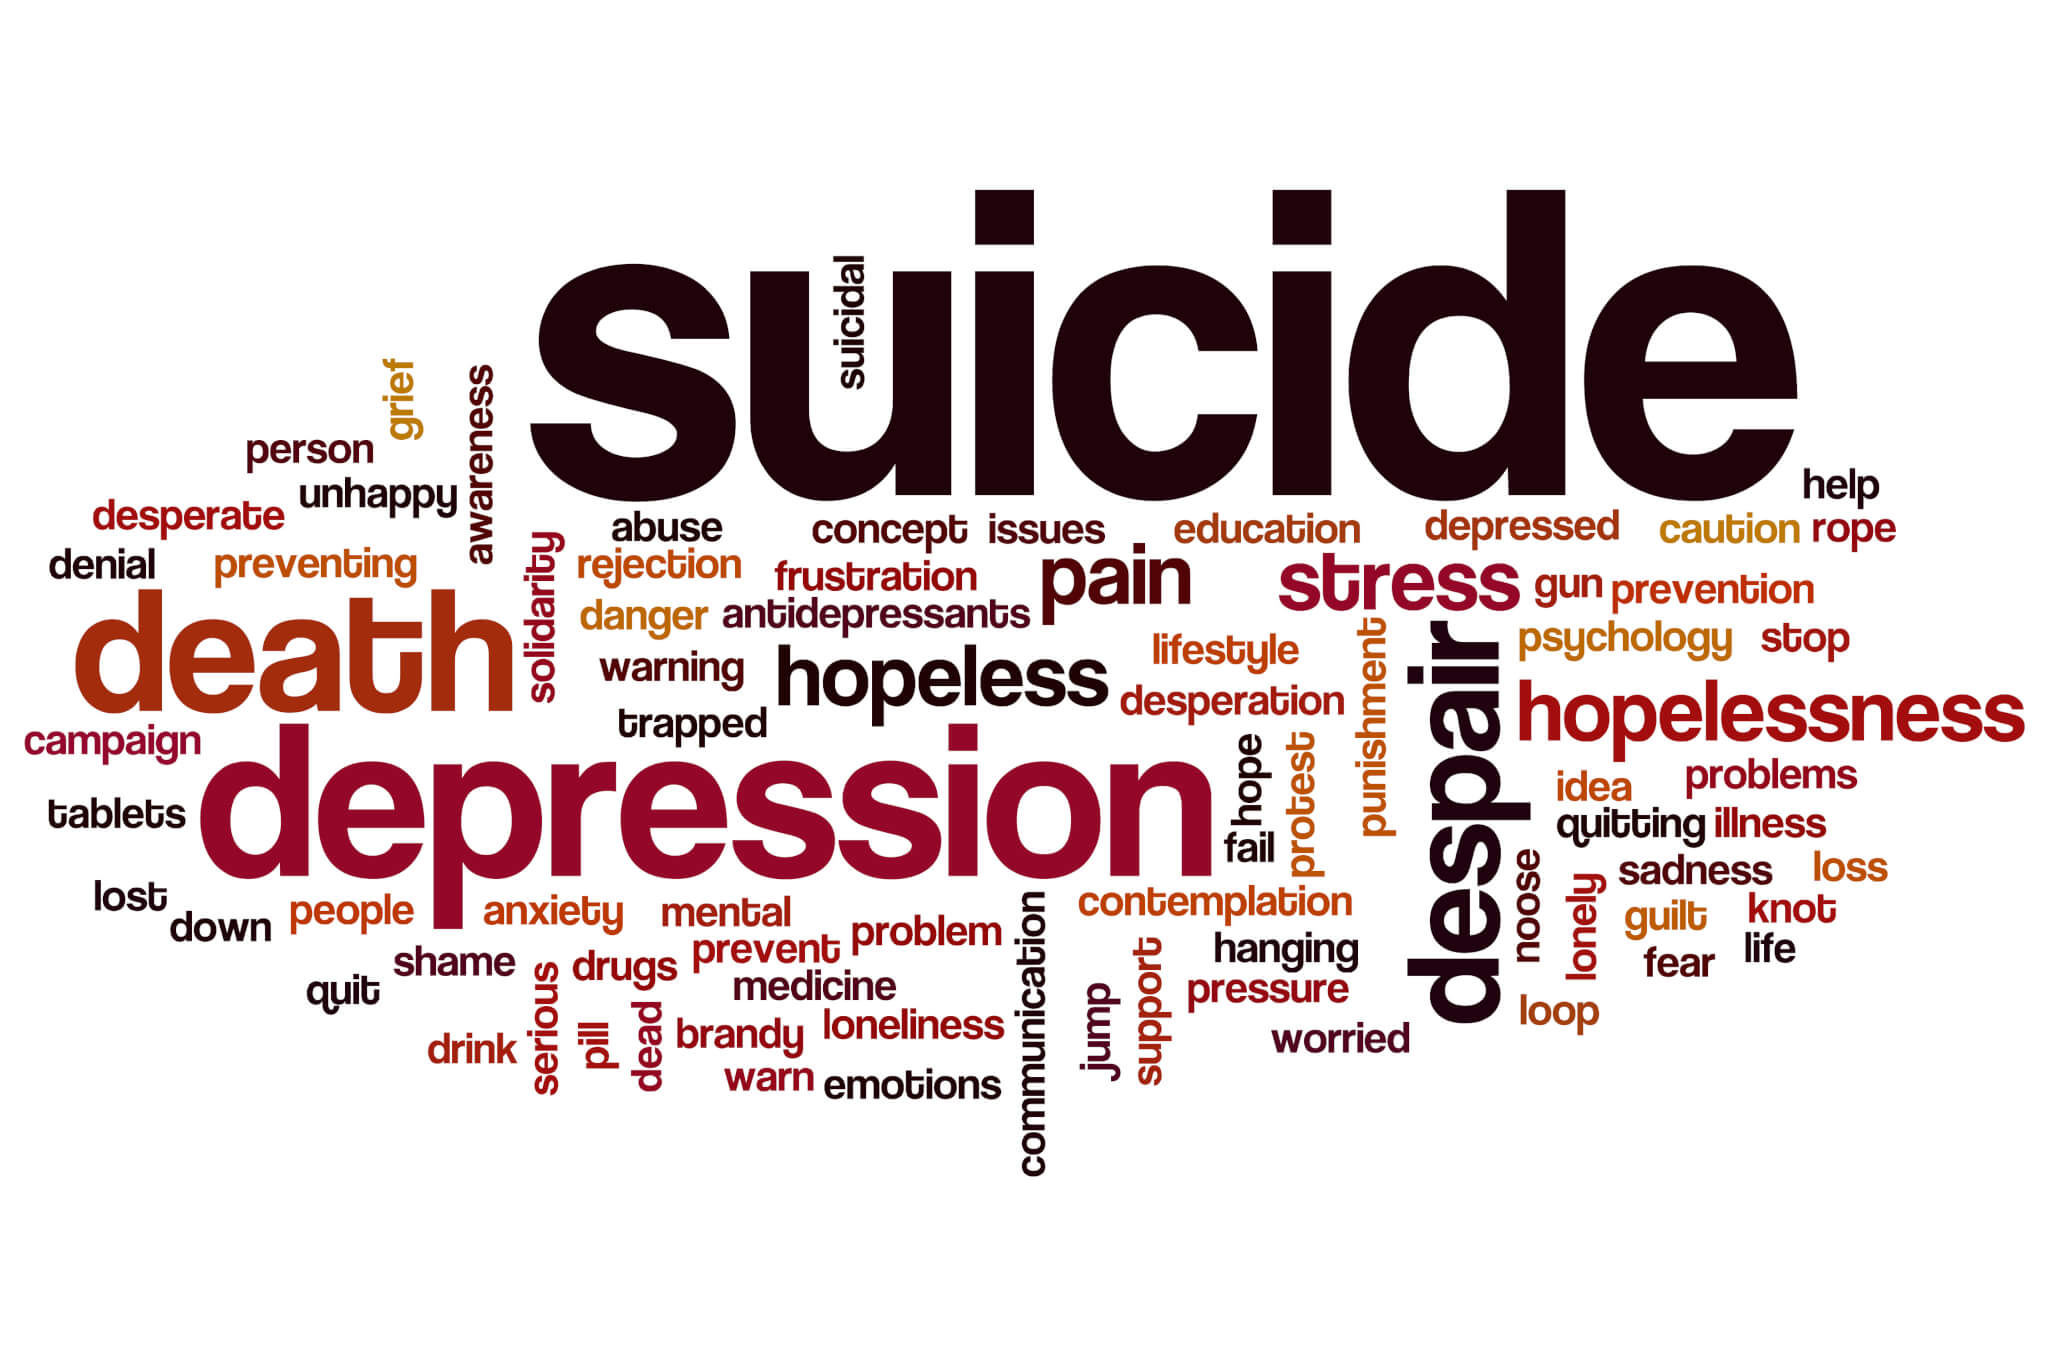 suicide
suicidal
grief
awareness
person
unhappy
help
desperate
abuse
concept
issues
education
depressed
caution
rope
denial
preventing
solidarity
rejection
frustration
pain
stress
gun
prevention
death
danger
antidepressants
punishment
despair
psychology
stop
warning
hopeless
lifestyle
desperation
hopelessness
trapped
campaign
depression
hope
protest
idea
problems
tablets
fail
quitting
illness
noose
lonely
sadness
loss
lost
down
people
anxiety
mental
problem
communication
contemplation
guilt
knot
shame
prevent
support
hanging
fear
life
quit
serious
drugs
medicine
jump
pressure
loop
drink
pill
dead
brandy
loneliness
worried
warn
emotions